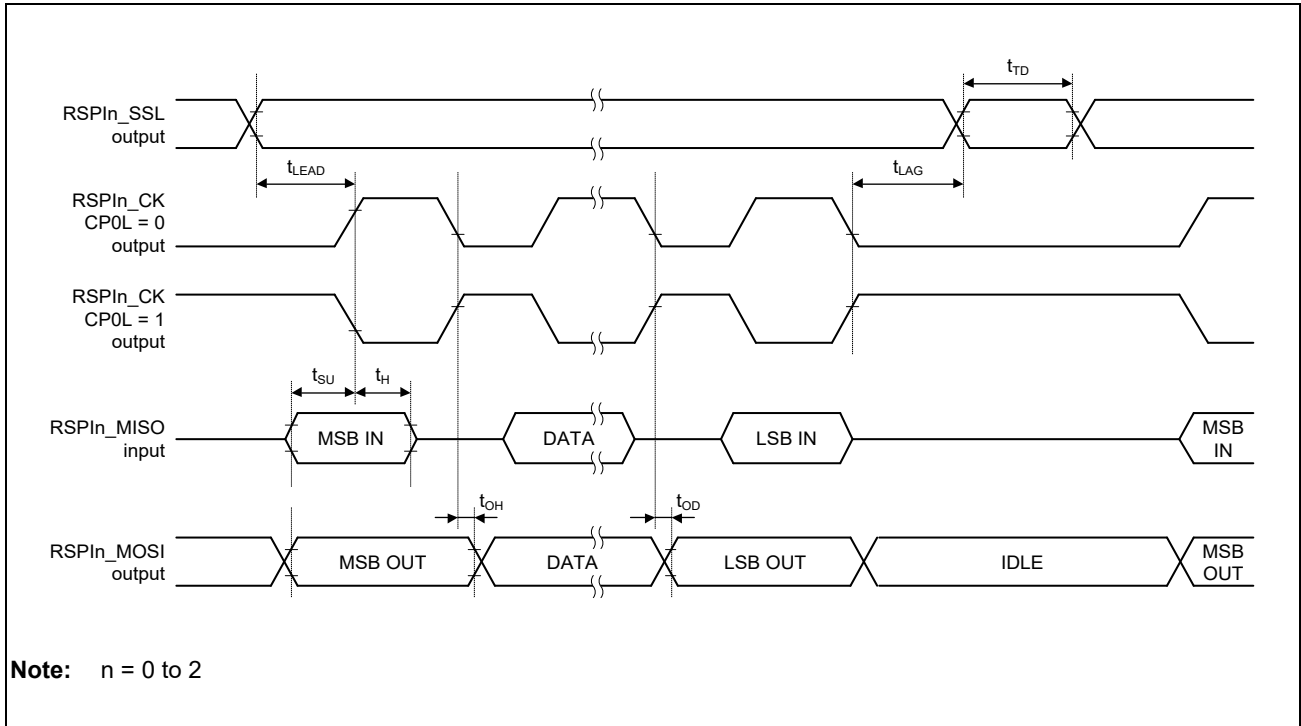 tTD
RSPIn_SSL
output
tLEAD
tLAG
RSPIn_CK
CP0L = 0
output
RSPIn_CK
CP0L = 1
output
tSU
tH
RSPIn_MISO
input
MSB IN
DATA
LSB IN
MSB
IN
tOH
tOD
RSPIn_MOSI
output
MSB OUT
DATA
LSB OUT
IDLE
MSB
OUT
Note: n = 0 to 2